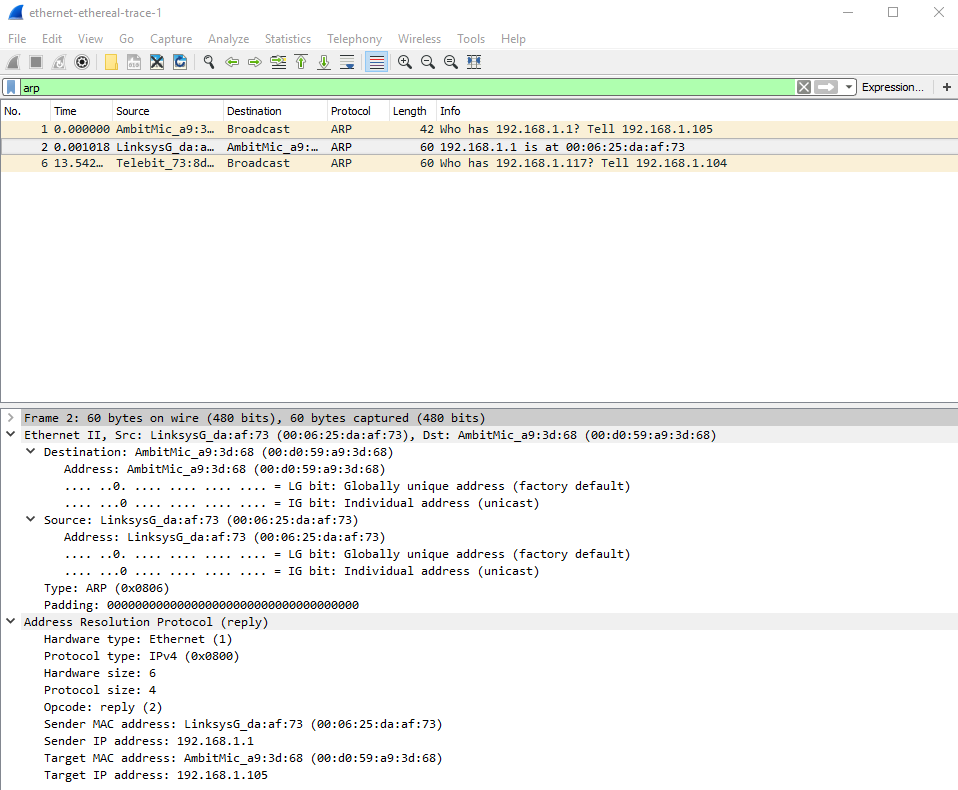 ethernet-ethereal-trace-1
File Edit View Go Capture Analyze Statistics Telephony Wireless Tools Help
arp Expression... +
No. Time Source Destination Protocol Length Info
1 0.000000 AmbitMic_a9:3… Broadcast ARP 42 Who has 192.168.1.1? Tell 192.168.1.105
2 0.001018 LinksysG_da:a… AmbitMic_a9:… ARP 60 192.168.1.1 is at 00:06:25:da:af:73
6 13.542… Telebit_73:8d… Broadcast ARP 60 Who has 192.168.1.117? Tell 192.168.1.104
Frame 2: 60 bytes on wire (480 bits), 60 bytes captured (480 bits)
Ethernet II, Src: LinksysG_da:af:73 (00:06:25:da:af:73), Dst: AmbitMic_a9:3d:68 (00:d0:59:a9:3d:68)
Destination: AmbitMic_a9:3d:68 (00:d0:59:a9:3d:68)
Address: AmbitMic_a9:3d:68 (00:d0:59:a9:3d:68)
.... ..0. .... .... .... .... = LG bit: Globally unique address (factory default)
.... ...0 .... .... .... .... = IG bit: Individual address (unicast)
Source: LinksysG_da:af:73 (00:06:25:da:af:73)
Address: LinksysG_da:af:73 (00:06:25:da:af:73)
.... ..0. .... .... .... .... = LG bit: Globally unique address (factory default)
.... ...0 .... .... .... .... = IG bit: Individual address (unicast)
Type: ARP (0x0806)
Padding: 000000000000000000000000000000000000
Address Resolution Protocol (reply)
Hardware type: Ethernet (1)
Protocol type: IPv4 (0x0800)
Hardware size: 6
Protocol size: 4
Opcode: reply (2)
Sender MAC address: LinksysG_da:af:73 (00:06:25:da:af:73)
Sender IP address: 192.168.1.1
Target MAC address: AmbitMic_a9:3d:68 (00:d0:59:a9:3d:68)
Target IP address: 192.168.1.105